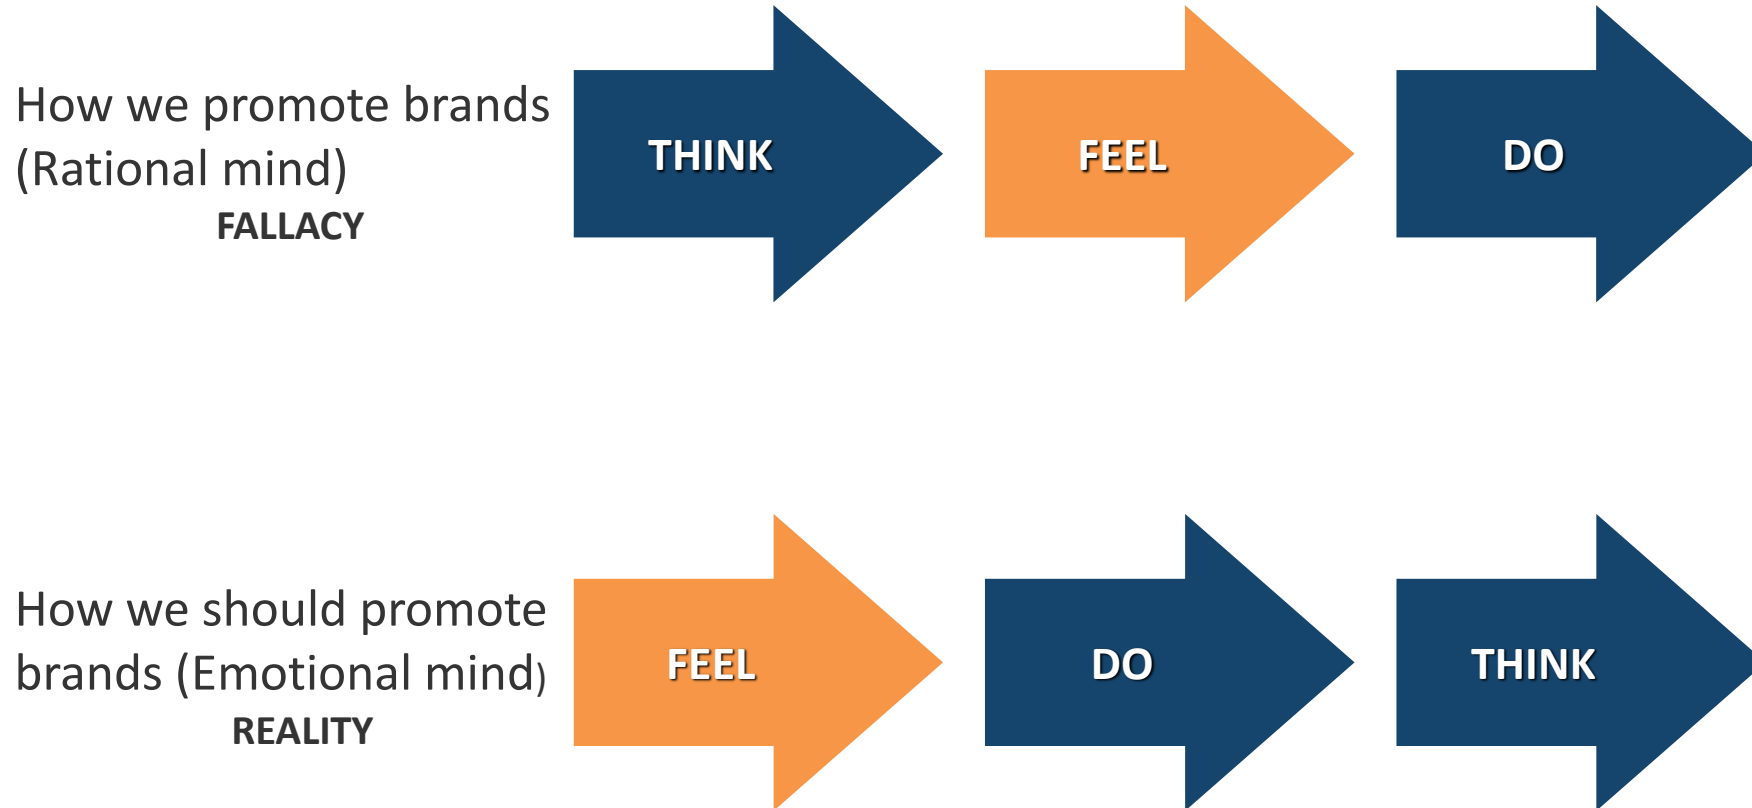 How we promote brands
(Rational mind)
FALLACY
THINK
FEEL
DO
How we should promote
brands (Emotional mind)
REALITY
FEEL
DO
THINK